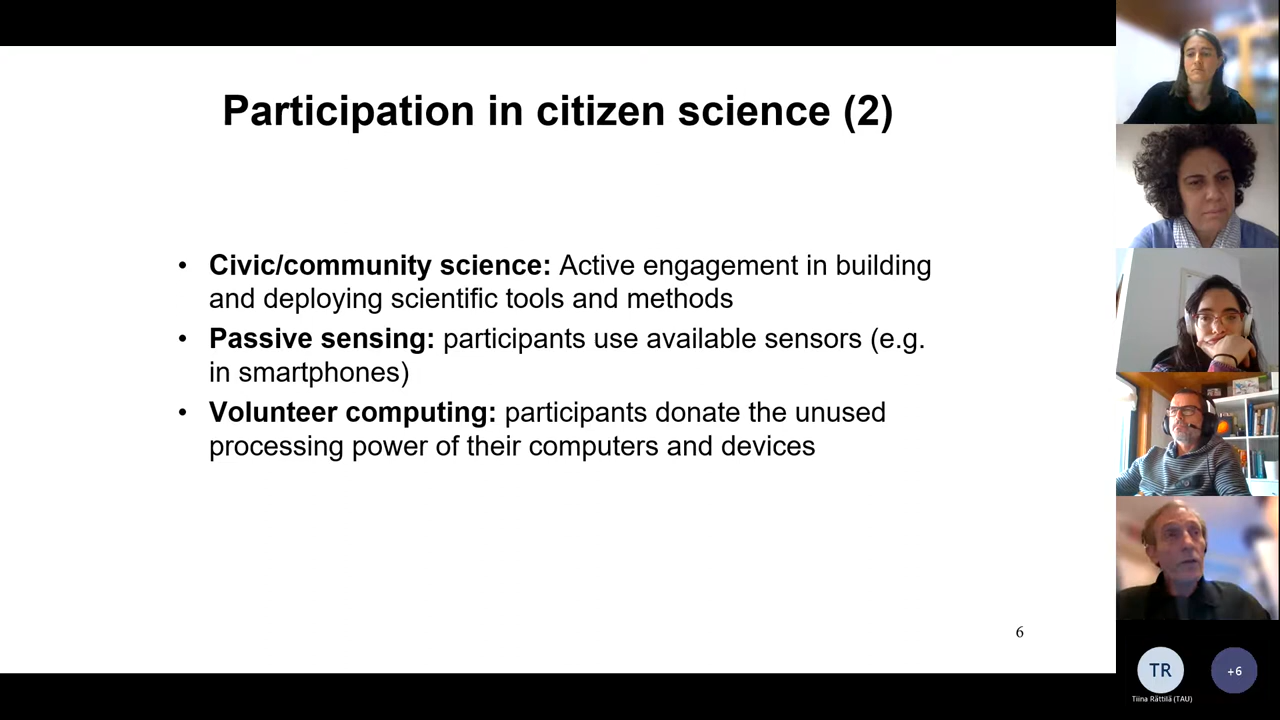 Participation in citizen science (2)
• Civic/community science: Active engagement in building
and deploying scientific tools and methods
• Passive sensing: participants use available sensors (e.g.
in smartphones)
• Volunteer computing: participants donate the unused
processing power of their computers and devices
6
TR
+6
Tiina Rättilä (TAU)